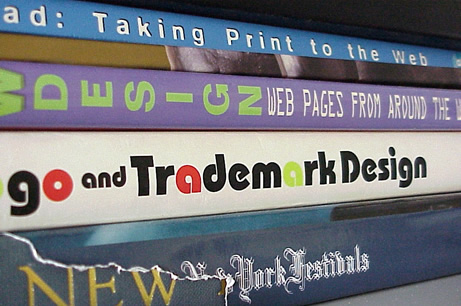 ad: Taking Print to the Web
W DESIGN WEB PAGES FROM AROUND THE W
ogo and Trademark Design
NEW New York Festivals